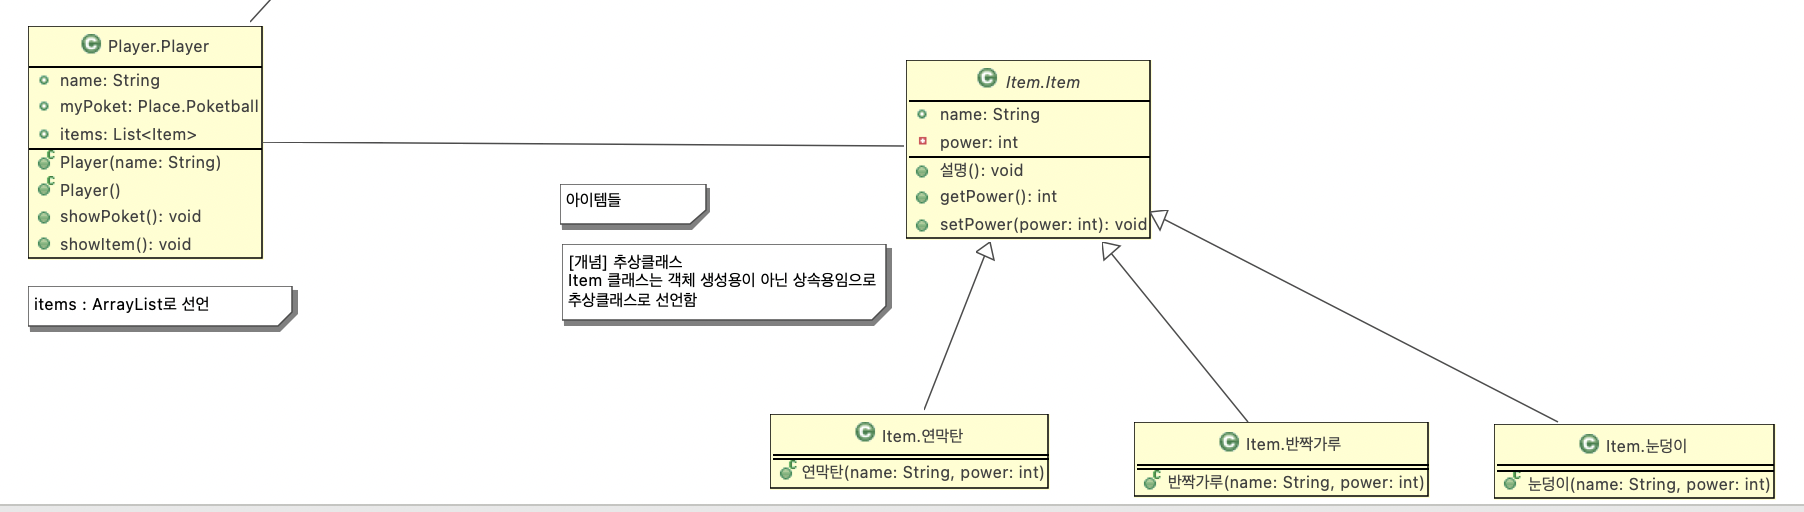 Player.Player
name: String
myPoket: Place.Poketball
items: List<Item>
Player(name: String)
Player()
showPoket(): void
showItem(): void
items : ArrayList로 선언
아이템들
[개념] 추상클래스
Item 클래스는 객체 생성용이 아닌 상속용임으로
추상클래스로 선언함
Item.Item
name: String
power: int
설명(): void
getPower(): int
setPower(power: int): void
Item.연막탄
연막탄(name: String, power: int)
Item.반짝가루
반짝가루(name: String, power: int)
Item.눈덩이
눈덩이(name: String, power: int)